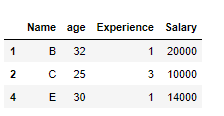 Name age Experience Salary
1 B 32 1 20000
2 C 25 3 10000
4 E 30 1 14000